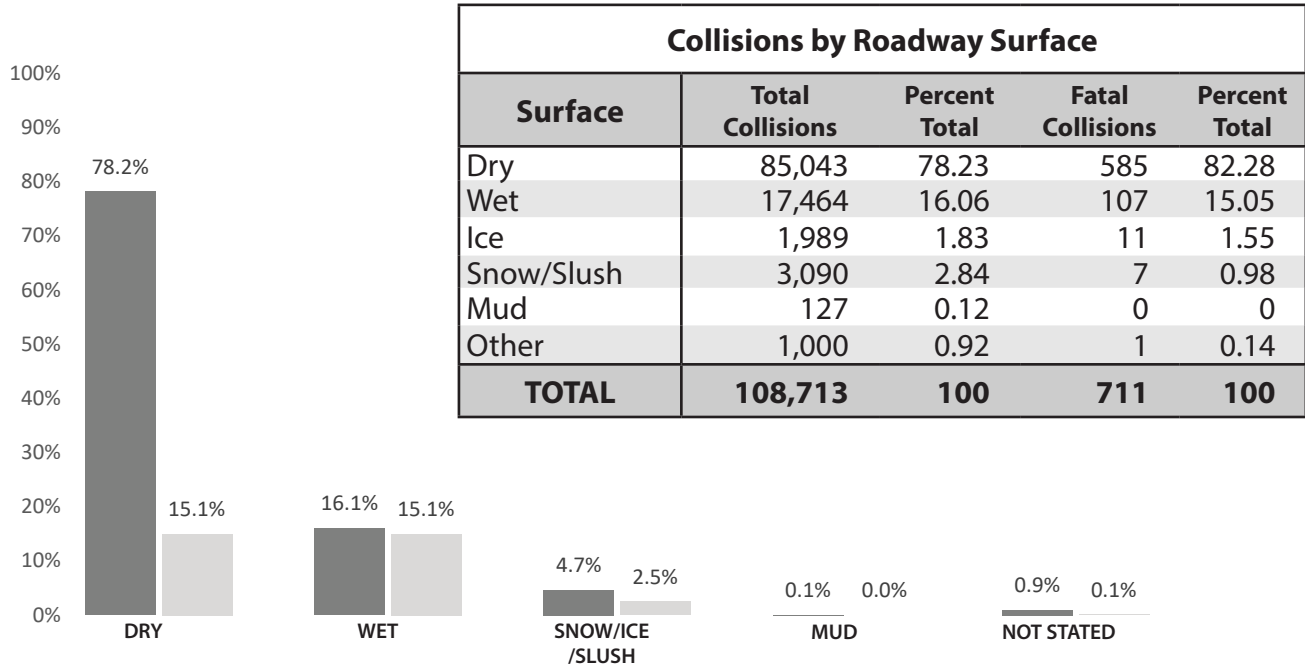 Collisions by Roadway Surface
Surface Total Collisions Percent Total Fatal Collisions Percent Total
Dry 85,043 78.23 585 82.28
Wet 17,464 16.06 107 15.05
Ice 1,989 1.83 11 1.55
Snow/Slush 3,090 2.84 7 0.98
Mud 127 0.12 0 0
Other 1,000 0.92 1 0.14
TOTAL 108,713 100 711 100
100%
90%
80%
70%
60%
50%
40%
30%
20%
10%
0%
78.2% 15.1%
16.1% 15.1%
4.7% 2.5%
0.1% 0.0%
0.9% 0.1%
DRY
WET
SNOW/ICE
/SLUSH
MUD
NOT STATED